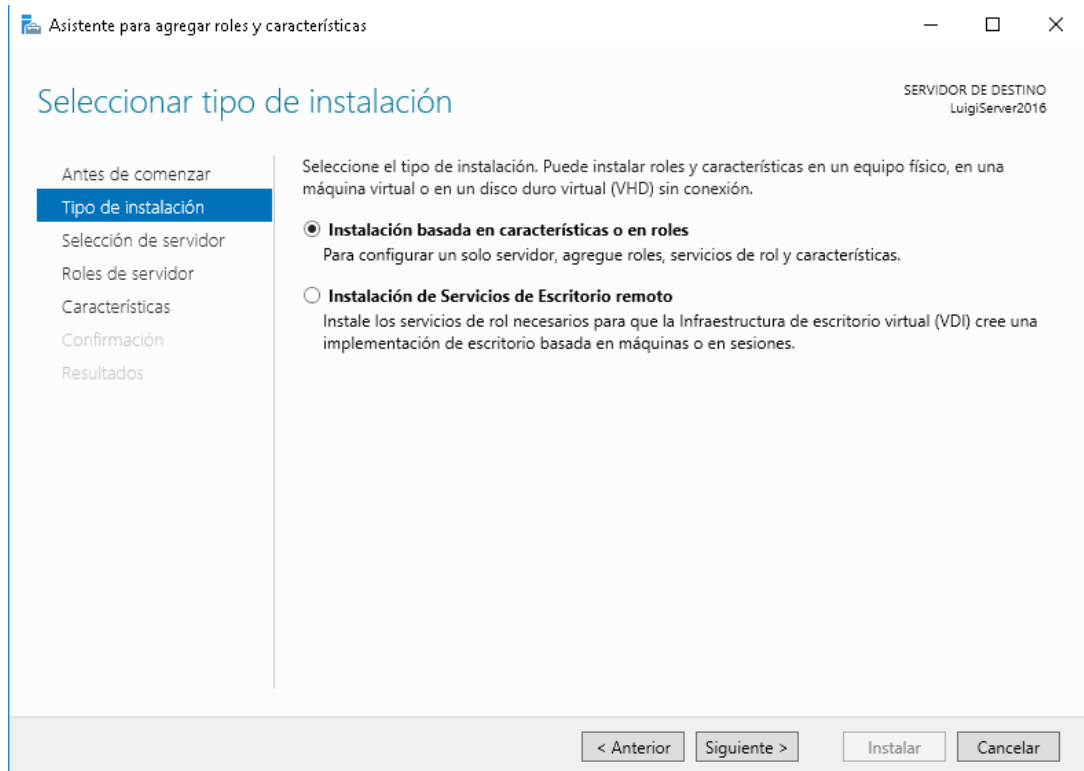 Asistente para agregar roles y características
Seleccionar tipo de instalación
SERVIDOR DE DESTINO
LuigiServer2016
Antes de comenzar
Tipo de instalación
Selección de servidor
Roles de servidor
Características
Confirmación
Resultados
Seleccione el tipo de instalación. Puede instalar roles y características en un equipo físico, en una
máquina virtual o en un disco duro virtual (VHD) sin conexión.
Instalación basada en características o en roles
Para configurar un solo servidor, agregue roles, servicios de rol y características.
Instalación de Servicios de Escritorio remoto
Instale los servicios de rol necesarios para que la Infraestructura de escritorio virtual (VDI) cree una
implementación de escritorio basada en máquinas o en sesiones.
< Anterior
Siguiente >
Instalar
Cancelar